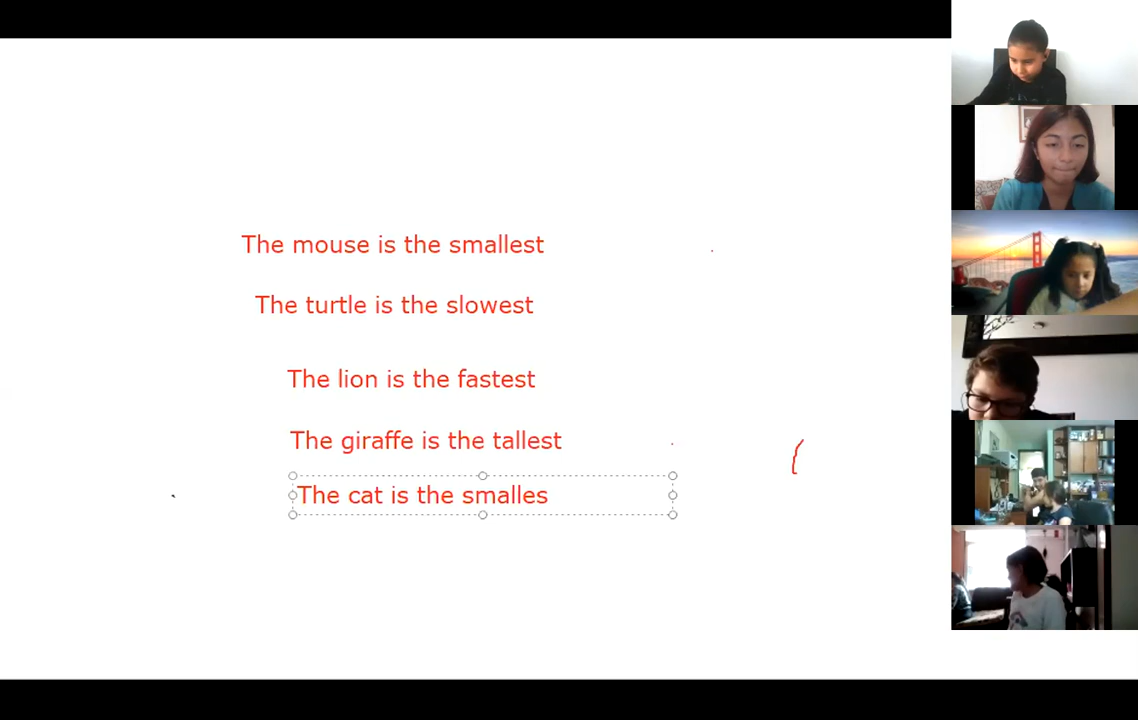 The mouse is the smallest
The turtle is the slowest
The lion is the fastest
The giraffe is the tallest
The cat is the smalles